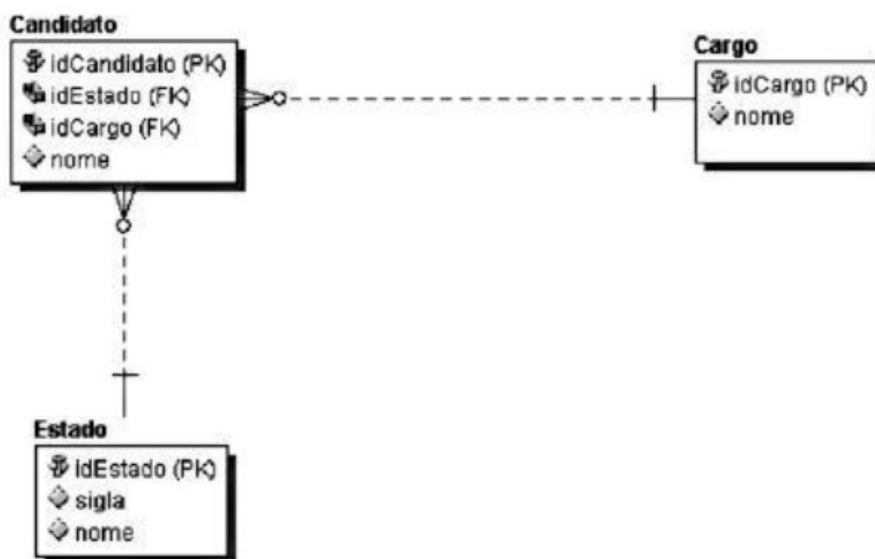 Candidato
idCandidato (PK)
idEstado (FK)
idCargo (FK)
nome
Cargo
idCargo (PK)
nome
Estado
idEstado (PK)
sigla
nome